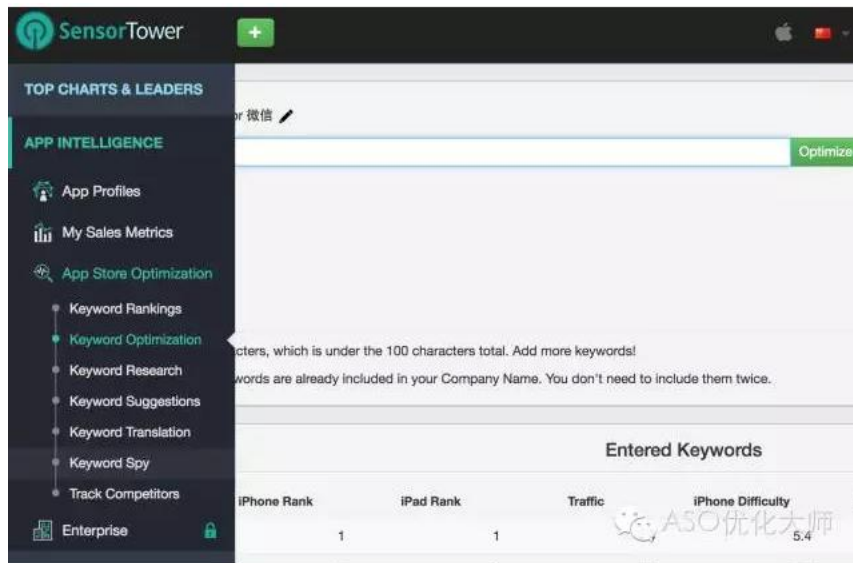 SensorTower
+
TOP CHARTS & LEADERS
or 微信
APP INTELLIGENCE
Optimize
App Profiles
My Sales Metrics
App Store Optimization
Keyword Rankings
Keyword Optimization
cters, which is under the 100 characters total. Add more keywords!
Keyword Research
words are already included in your Company Name. You don't need to include them twice.
Keyword Suggestions
Keyword Translation
Entered Keywords
Keyword Spy
Track Competitors
iPhone Rank iPad Rank Traffic iPhone Difficulty
Enterprise
1 1 5.4
ASO优化大师